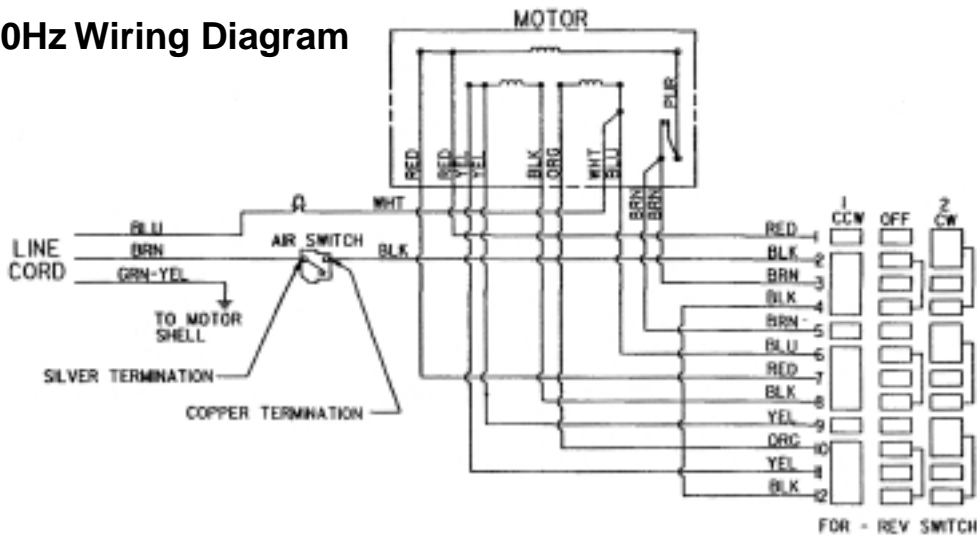 0Hz Wiring Diagram
MOTOR
PUR
RED
RED
YEL
YEL
BLK
ORG
WHT
BLU
BRN
BRN
WHT
BLU
LINE CORD
BRN
AIR SWITCH
BLK
GRN-YEL
TO MOTOR
SHELL
SILVER TERMINATION
COPPER TERMINATION
1 CCW
OFF
2 CW
RED 1
BLK 2
BRN 3
BLK 4
BRN 5
BLU 6
RED 7
BLK 8
YEL 9
ORG 10
YEL 11
BLK 12
FOR - REV SWITCH